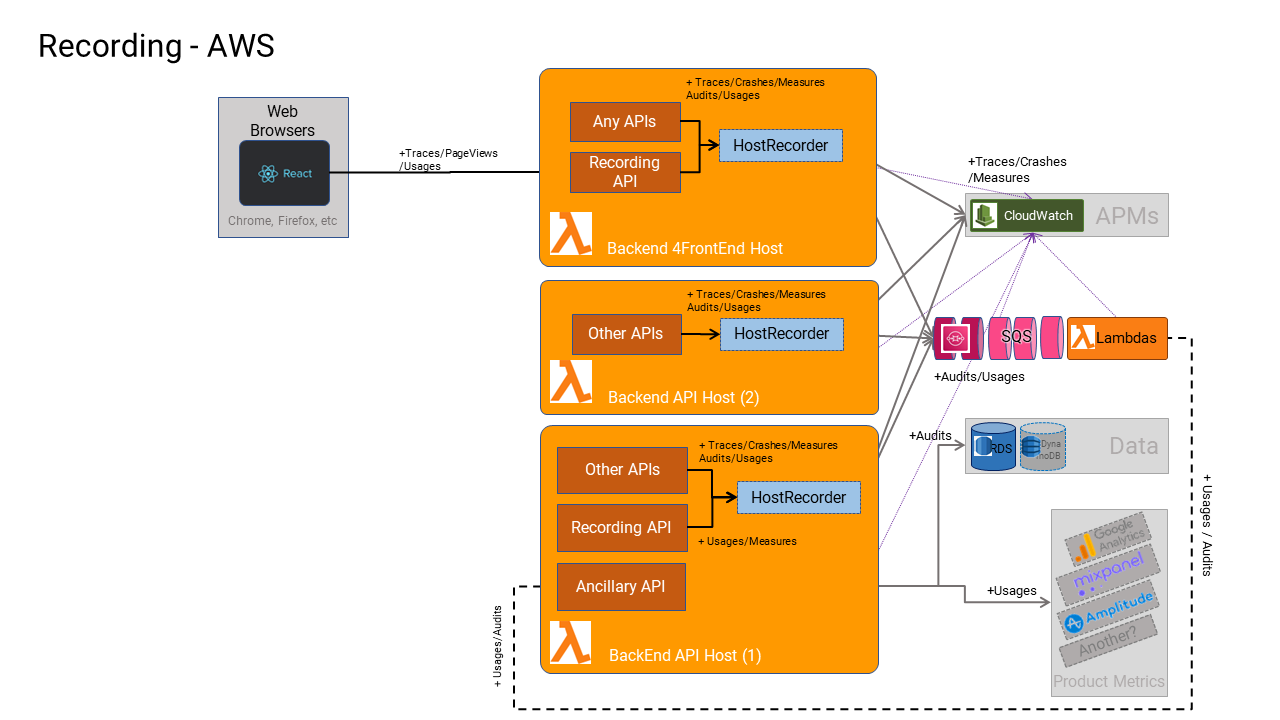 Recording - AWS
Web
Browsers
React
Chrome, Firefox, etc
+Traces/PageViews
/Usages
+ Traces/Crashes/Measures
Audits/Usages
Any APIs
Recording
API
HostRecorder
Backend 4FrontEnd Host
+ Traces/Crashes/Measures
Audits/Usages
Other APIs
HostRecorder
Backend API Host (2)
+ Traces/Crashes/Measures
Audits/Usages
Other APIs
HostRecorder
Recording API
+ Usages/Measures
Ancillary API
BackEnd API Host (1)
+ Usages/Audits
+Traces/Crashes
/Measures
CloudWatch
APMs
SQS
Lambdas
+Audits/Usages
+Audits
RDS
Dyna
moDB
Data
+Usages
Google
Analytics
mixpanel
Amplitude
Another?
Product Metrics
+ Usages / Audits